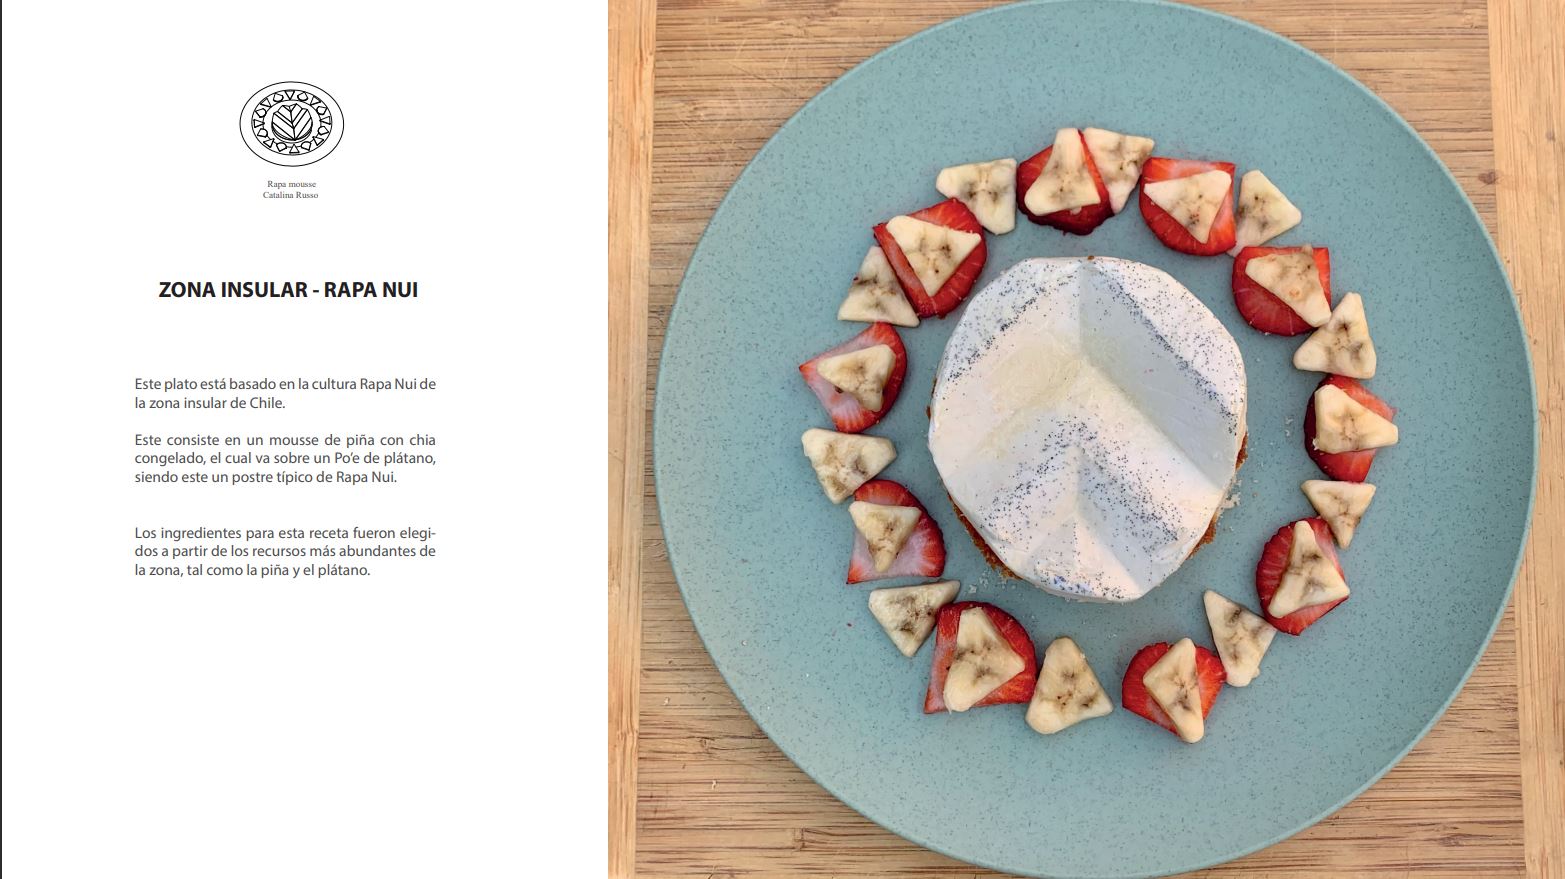 Rapa mousse
Catalina Russo
ZONA INSULAR - RAPA NUI
Este plato está basado en la cultura Rapa Nui de
la zona insular de Chile.
Este consiste en un mousse de piña con chia
congelado, el cual va sobre un Po’e de plátano,
siendo este un postre típico de Rapa Nui.
Los ingredientes para esta receta fueron elegi-
dos a partir de los recursos más abundantes de
la zona, tal como la piña y el plátano.